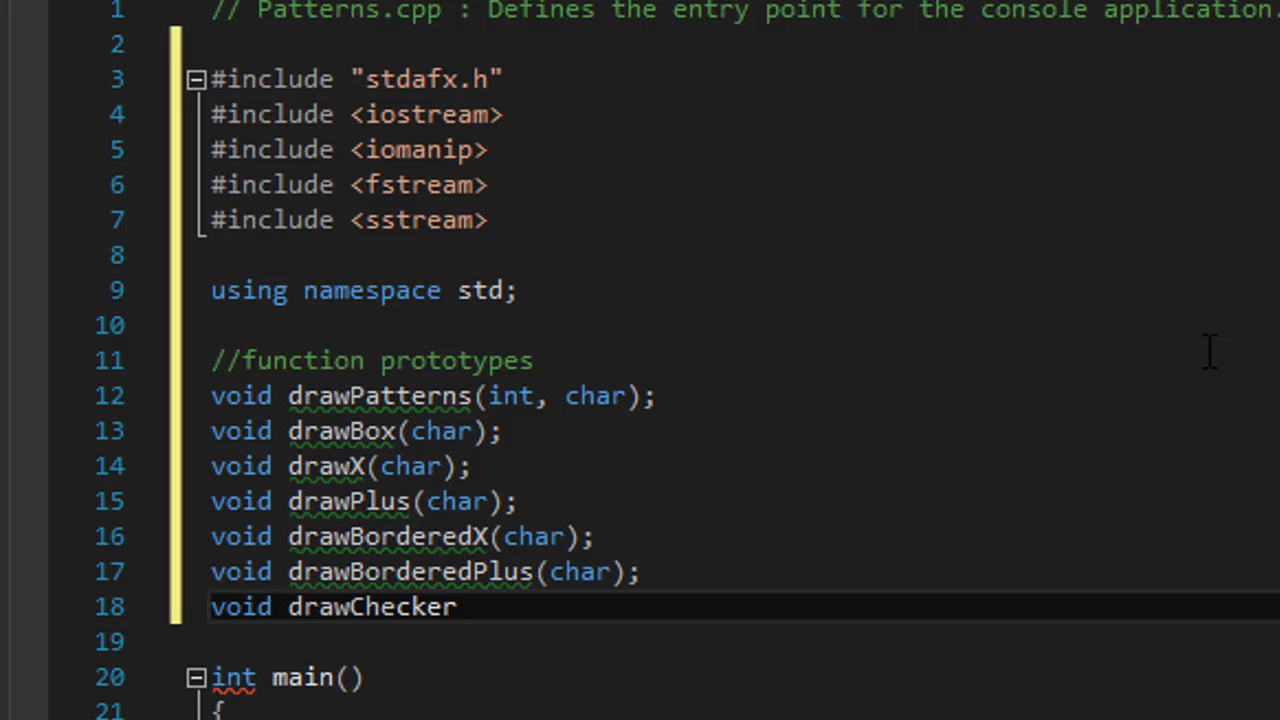 1 // Patterns.cpp : Defines the entry point for the console application.
2
3 #include "stdafx.h"
4 #include <iostream>
5 #include <iomanip>
6 #include <fstream>
7 #include <sstream>
8
9 using namespace std;
10
11 //function prototypes
12 void drawPatterns(int, char);
13 void drawBox(char);
14 void drawX(char);
15 void drawPlus(char);
16 void drawBorderedX(char);
17 void drawBorderedPlus(char);
18 void drawChecker
19
20 int main()
21 {